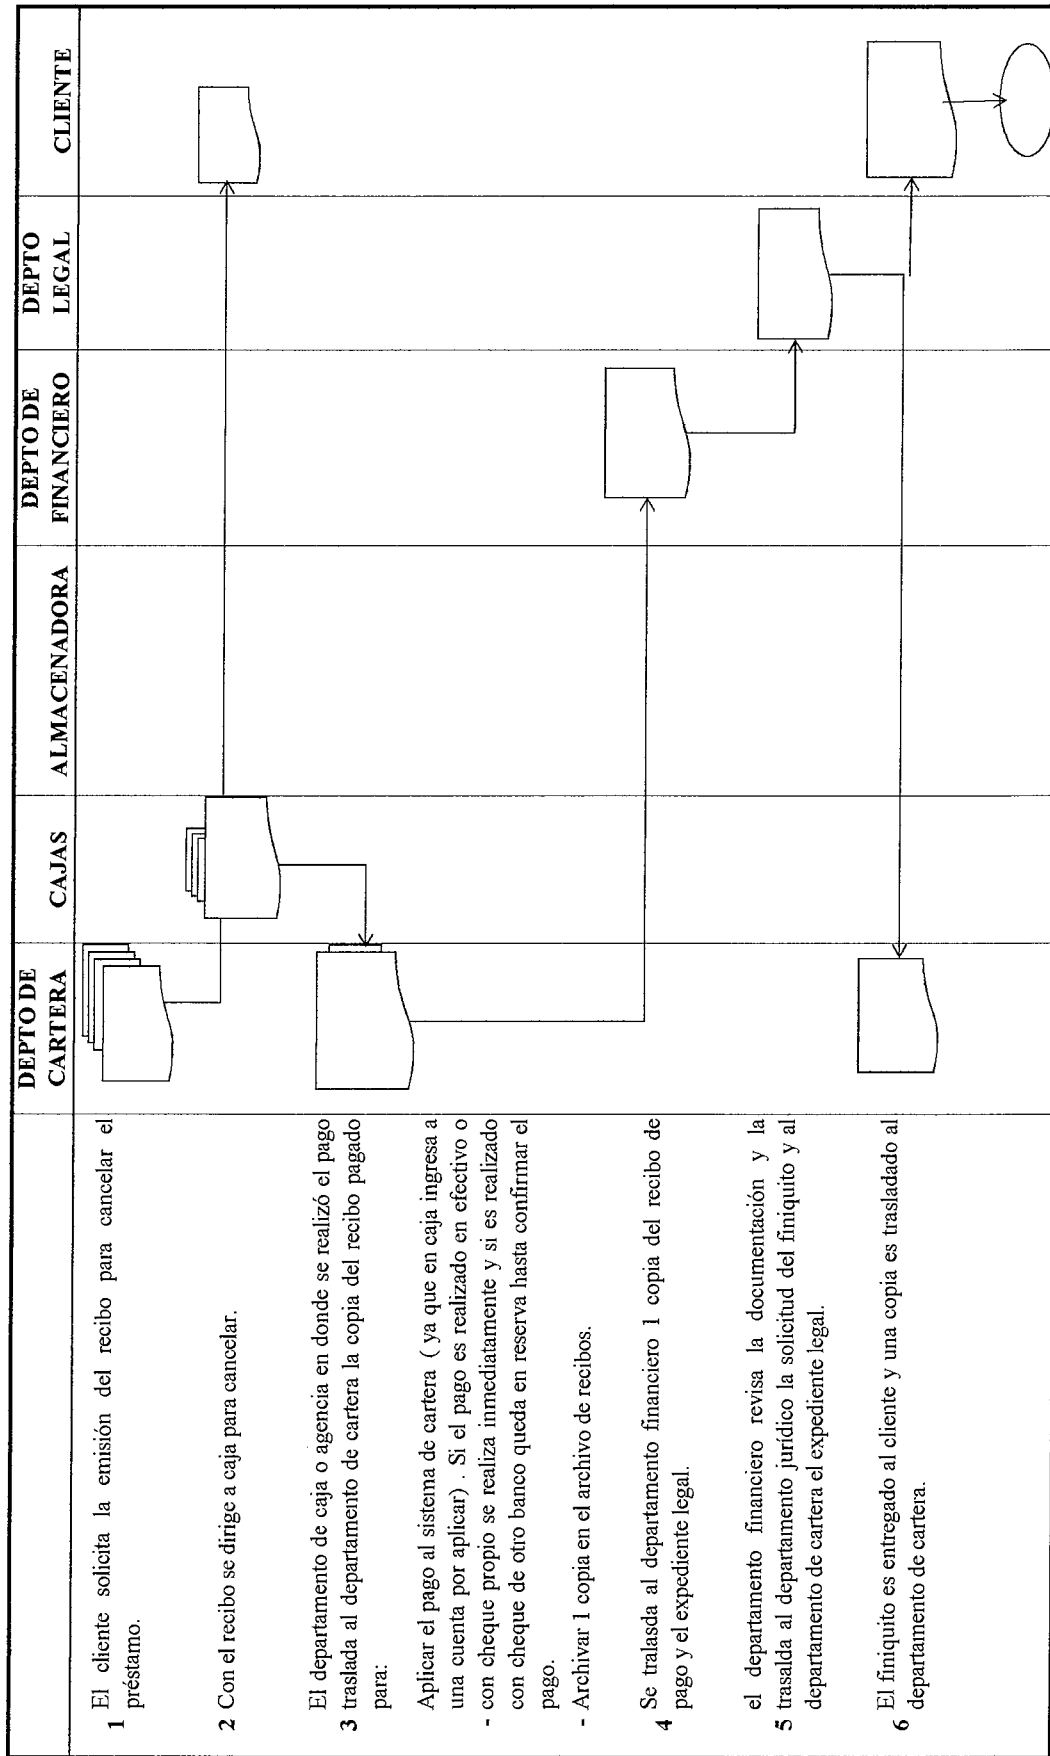 DEPTO DE
CARTERA
CAJAS
ALMACENADORA
DEPTO DE
FINANCIERO
DEPTO
LEGAL
CLIENTE
1 El cliente solicita la emisión del recibo para cancelar el
préstamo.
2 Con el recibo se dirige a caja para cancelar.
El departamento de caja o agencia en donde se realizó el pago
3 traslada al departamento de cartera la copia del recibo pagado
para:
Aplicar el pago al sistema de cartera ( ya que en caja ingresa a
una cuenta por aplicar) . Si el pago es realizado en efectivo o
- con cheque propio se realiza inmediatamente y si es realizado
con cheque de otro banco queda en reserva hasta confirmar el
pago.
- Archivar 1 copia en el archivo de recibos.
4 Se tralasda al departamento financiero 1 copia del recibo de
pago y el expediente legal.
el departamento financiero revisa la documentación y la
5 trasalda al departamento jurídico la solicitud del finiquito y al
departamento de cartera el expediente legal.
6 El finiquito es entregado al cliente y una copia es trasladado al
departamento de cartera.